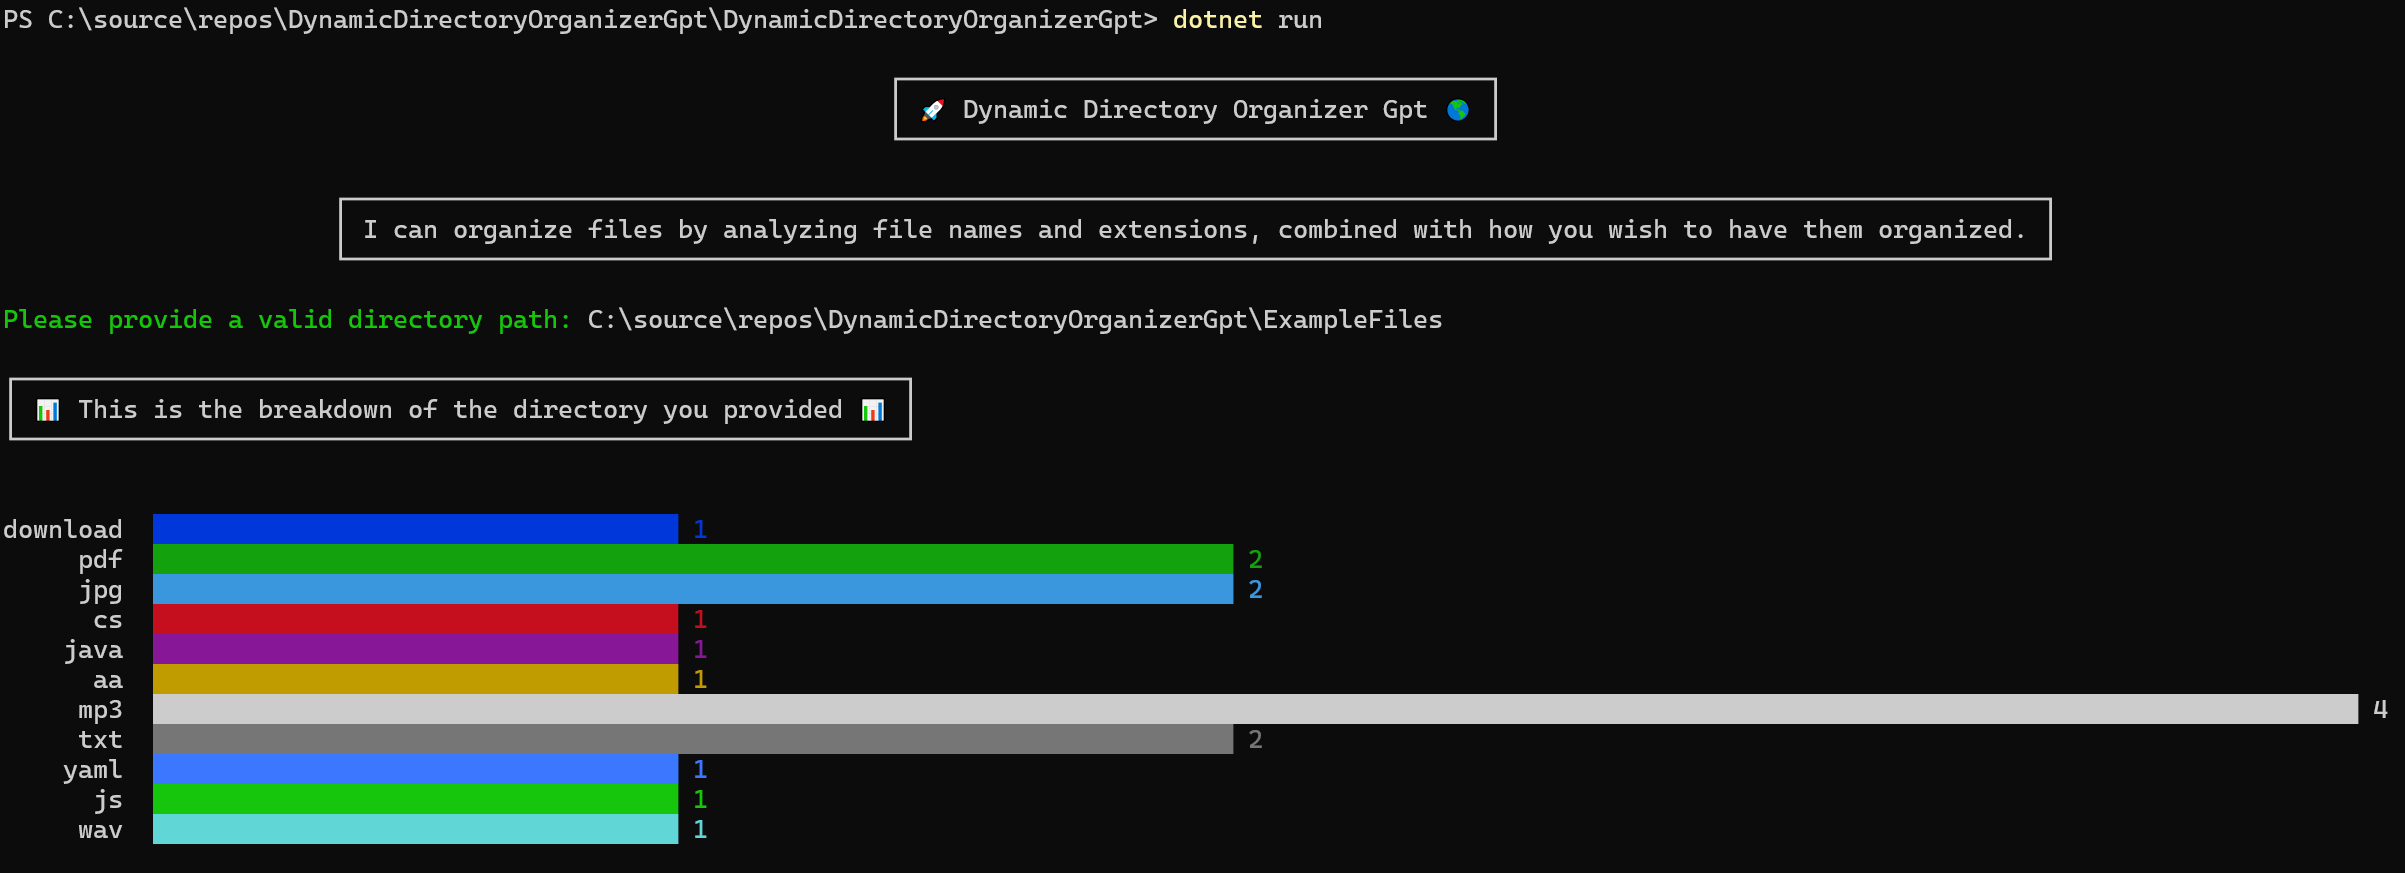 PS C:\source\repos\DynamicDirectoryOrganizerGpt\DynamicDirectoryOrganizerGpt> dotnet run
🚀 Dynamic Directory Organizer Gpt 🌎
I can organize files by analyzing file names and extensions, combined with how you wish to have them organized.
Please provide a valid directory path: C:\source\repos\DynamicDirectoryOrganizerGpt\ExampleFiles
📊 This is the breakdown of the directory you provided 📊
download 1
pdf 2
jpg 2
cs 1
java 1
aa 1
mp3 4
txt 2
yaml 1
js 1
wav 1